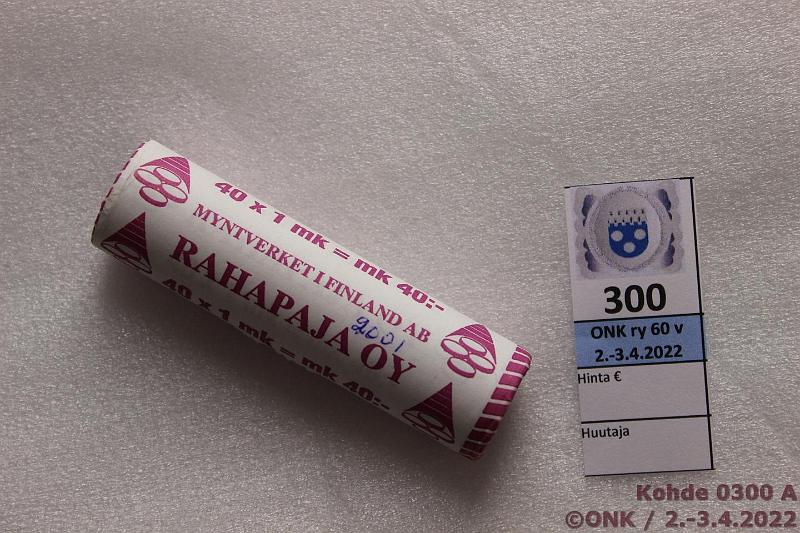 40 x 1 mk = mk 40:-
MYNTVERKET I FINLAND AB
RAHAPAJA OY
2001
40 x 1 mk = mk 40:-
300
ONK ry 60 v
2.-3.4.2022
Hinta €
Huutaja
Kohde 0300 A
©ONK / 2.-3.4.2022